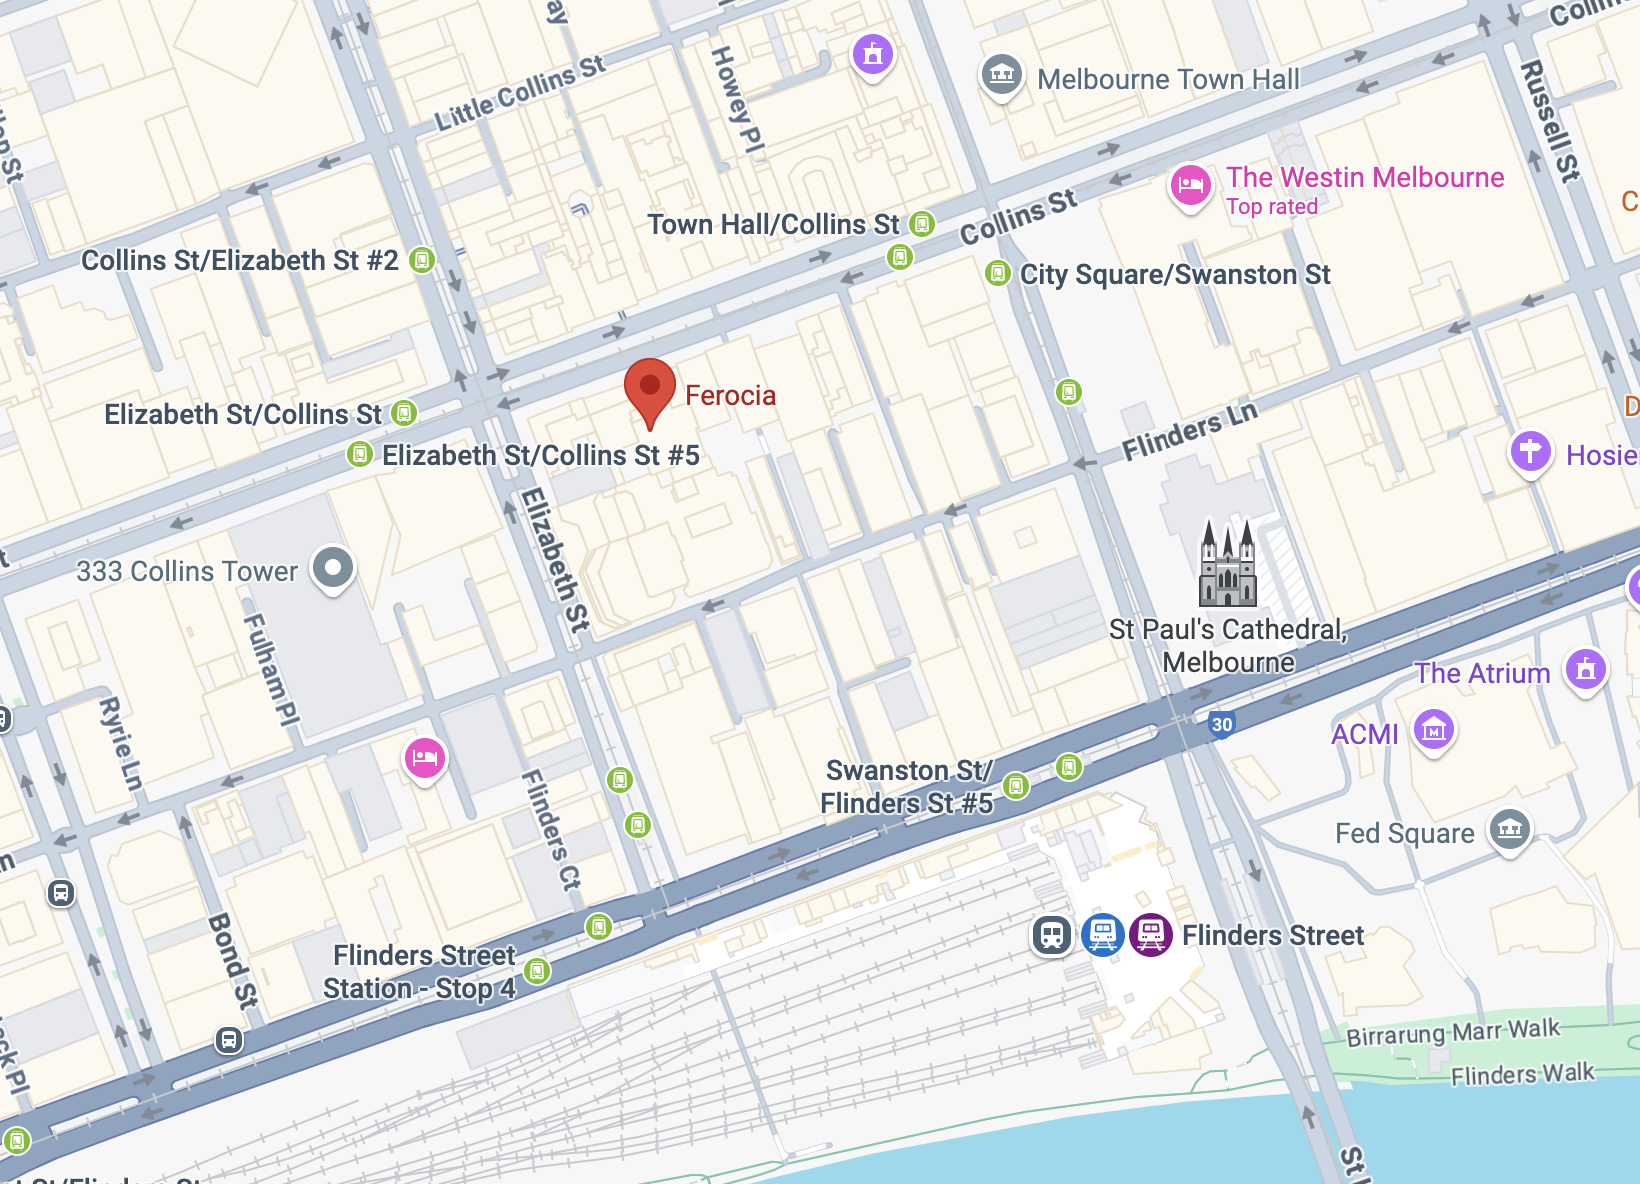 Collins
Little Collins St
Howey Pl
Melbourne Town Hall
Russell St
The Westin Melbourne
Top rated
Town Hall/Collins St
Collins St
Collins St/Elizabeth St #2
City Square/Swanston St
Ferocia
Elizabeth St/Collins St
Elizabeth St/Collins St #5
Flinders Ln
Hosier
Elizabeth St
333 Collins Tower
Fulham Pl
St Paul's Cathedral,
Melbourne
The Atrium
Ryrie Ln
30
ACMI
Swanston St/
Flinders St #5
Flinders Ct
Fed Square
Bond St
Flinders Street
Flinders Street
Station - Stop 4
Birrarung Marr Walk
Flinders Walk